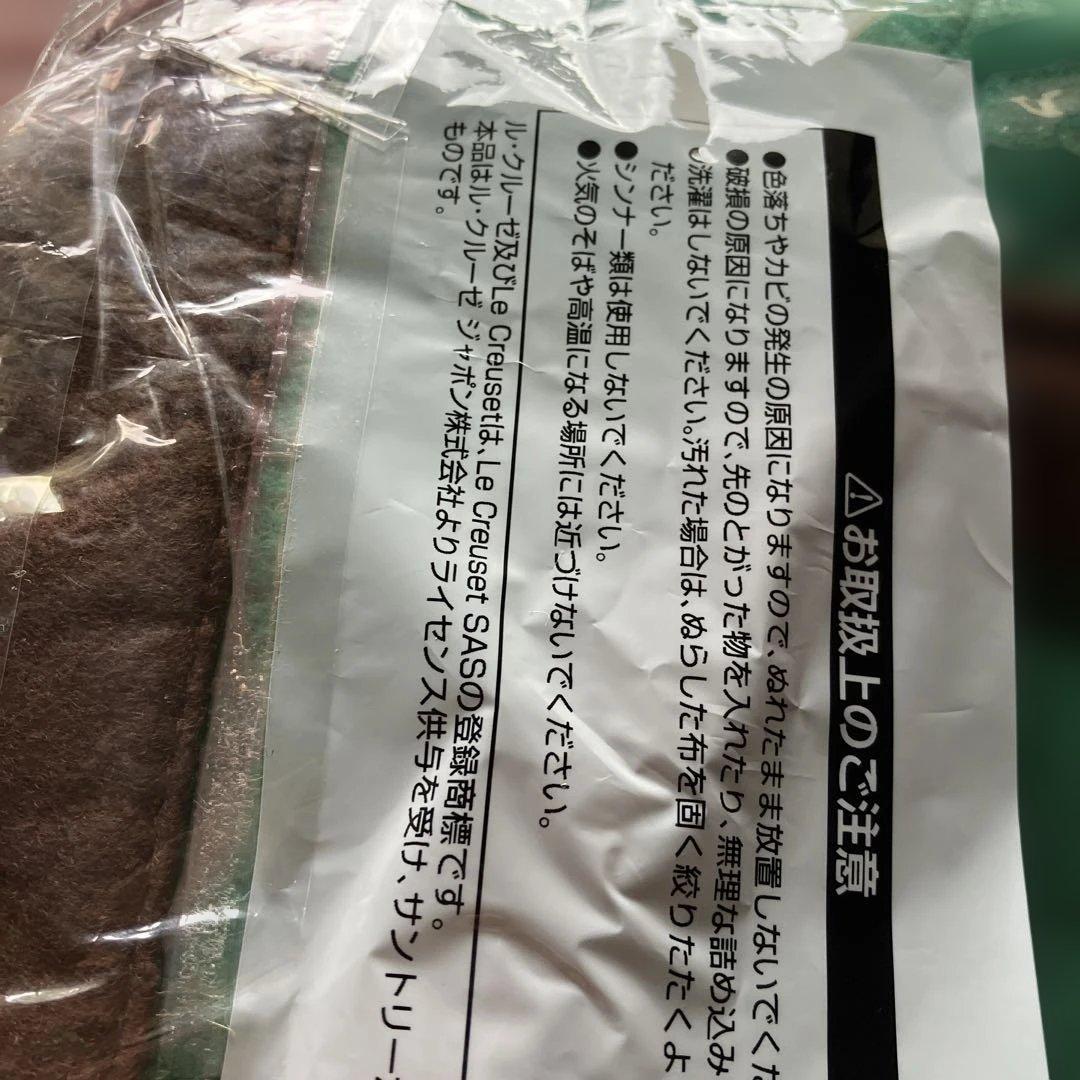 ⚠お取扱上のご注意
●色落ちやカビの発生の原因になりますので、ぬれたまま放置しないでくだ
●破損の原因になりますので、先のとがった物を入れたり、無理な詰め込み
●洗濯はしないでください。汚れた場合は、ぬらした布を固く絞りたたくよ
ださい。
●シンナー類は使用しないでください。
●火気のそばや高温になる場所には近づけないでください。
ル・クルーゼ及びLe Creusetは、Le Creuset SASの登録商標です。
本品はル・クルーゼ ジャポン株式会社よりライセンス供与を受け、サントリー
ものです。